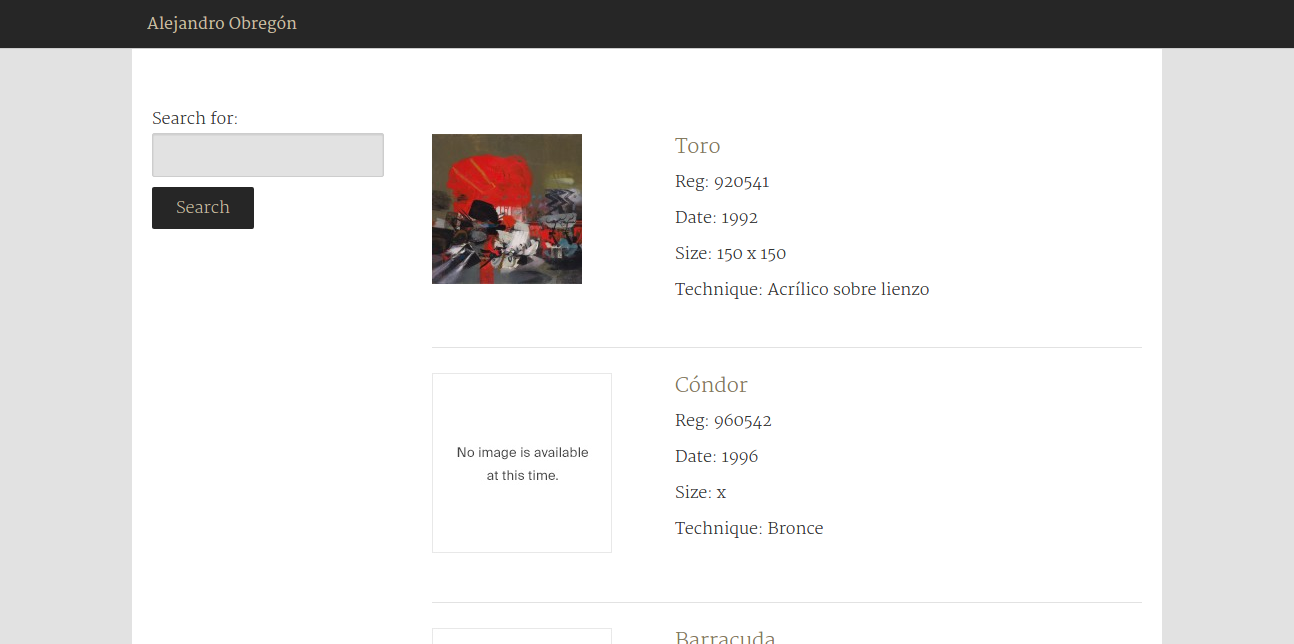 Alejandro Obregón
Search for:
Search
Toro
Reg: 920541
Date: 1992
Size: 150 x 150
Technique: Acrílico sobre lienzo
No image is available
at this time.
Cóndor
Reg: 960542
Date: 1996
Size: x
Technique: Bronce
Barracuda